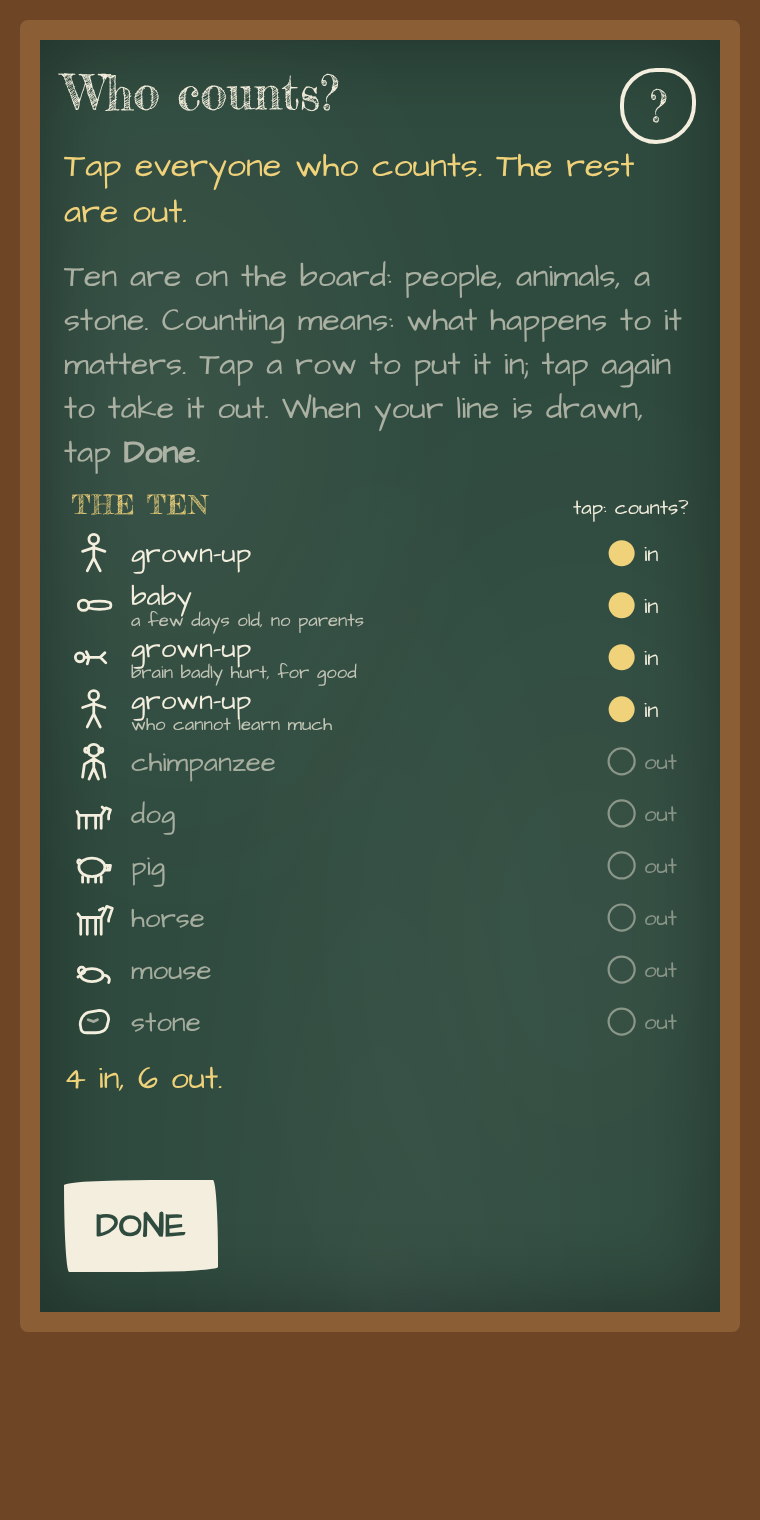 Who counts?
?
Tap everyone who counts. The rest
are out.
Ten are on the board: people, animals, a
stone. Counting means: what happens to it
matters. Tap a row to put it in; tap again
to take it out. When your line is drawn,
tap Done.
THE TEN
tap: counts?
grown-up
in
baby
a few days old, no parents
in
grown-up
brain badly hurt, for good
in
grown-up
who cannot learn much
in
chimpanzee
out
dog
out
pig
out
horse
out
mouse
out
stone
out
4 in, 6 out.
DONE